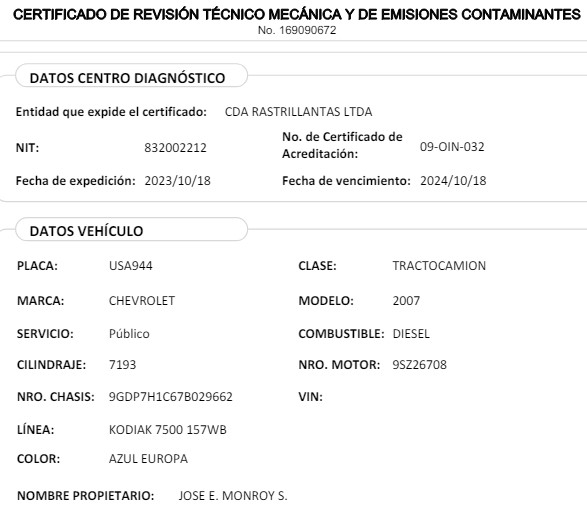 CERTIFICADO DE REVISIÓN TÉCNICO MECÁNICA Y DE EMISIONES CONTAMINANTES
No. 169090672
DATOS CENTRO DIAGNÓSTICO
Entidad que expide el certificado: CDA RASTRILLANTAS LTDA
NIT: 832002212 No. de Certificado de Acreditación: 09-OIN-032
Fecha de expedición: 2023/10/18 Fecha de vencimiento: 2024/10/18
DATOS VEHÍCULO
PLACA: USA944 CLASE: TRACTOCAMION
MARCA: CHEVROLET MODELO: 2007
SERVICIO: Público COMBUSTIBLE: DIESEL
CILINDRAJE: 7193 NRO. MOTOR: 9SZ26708
NRO. CHASIS: 9GDP7H1C67B029662 VIN:
LÍNEA: KODIAK 7500 157WB
COLOR: AZUL EUROPA
NOMBRE PROPIETARIO: JOSE E. MONROY S.